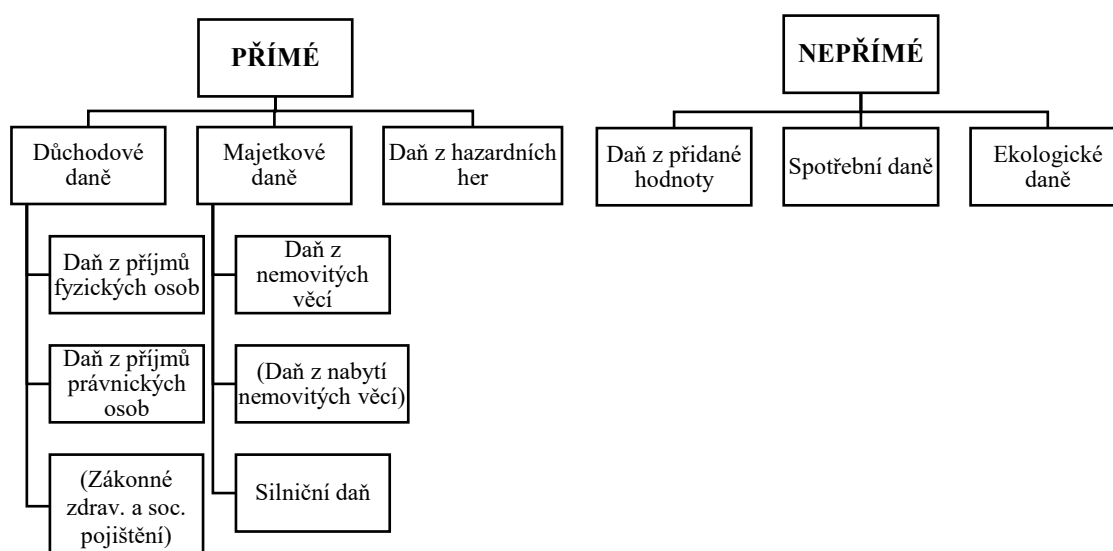 PŘÍMÉ
Důchodové
daně
Majetkové
daně
Daň z hazardních
her
Daň z příjmů
fyzických osob
Daň z příjmů
právnických
osob
(Zákonné
zdrav. a soc.
pojištění)
Daň z
nemovitých
věcí
(Daň z nabytí
nemovitých věcí)
Silniční daň
NEPŘÍMÉ
Daň z přidané
hodnoty
Spotřební daně
Ekologické
daně